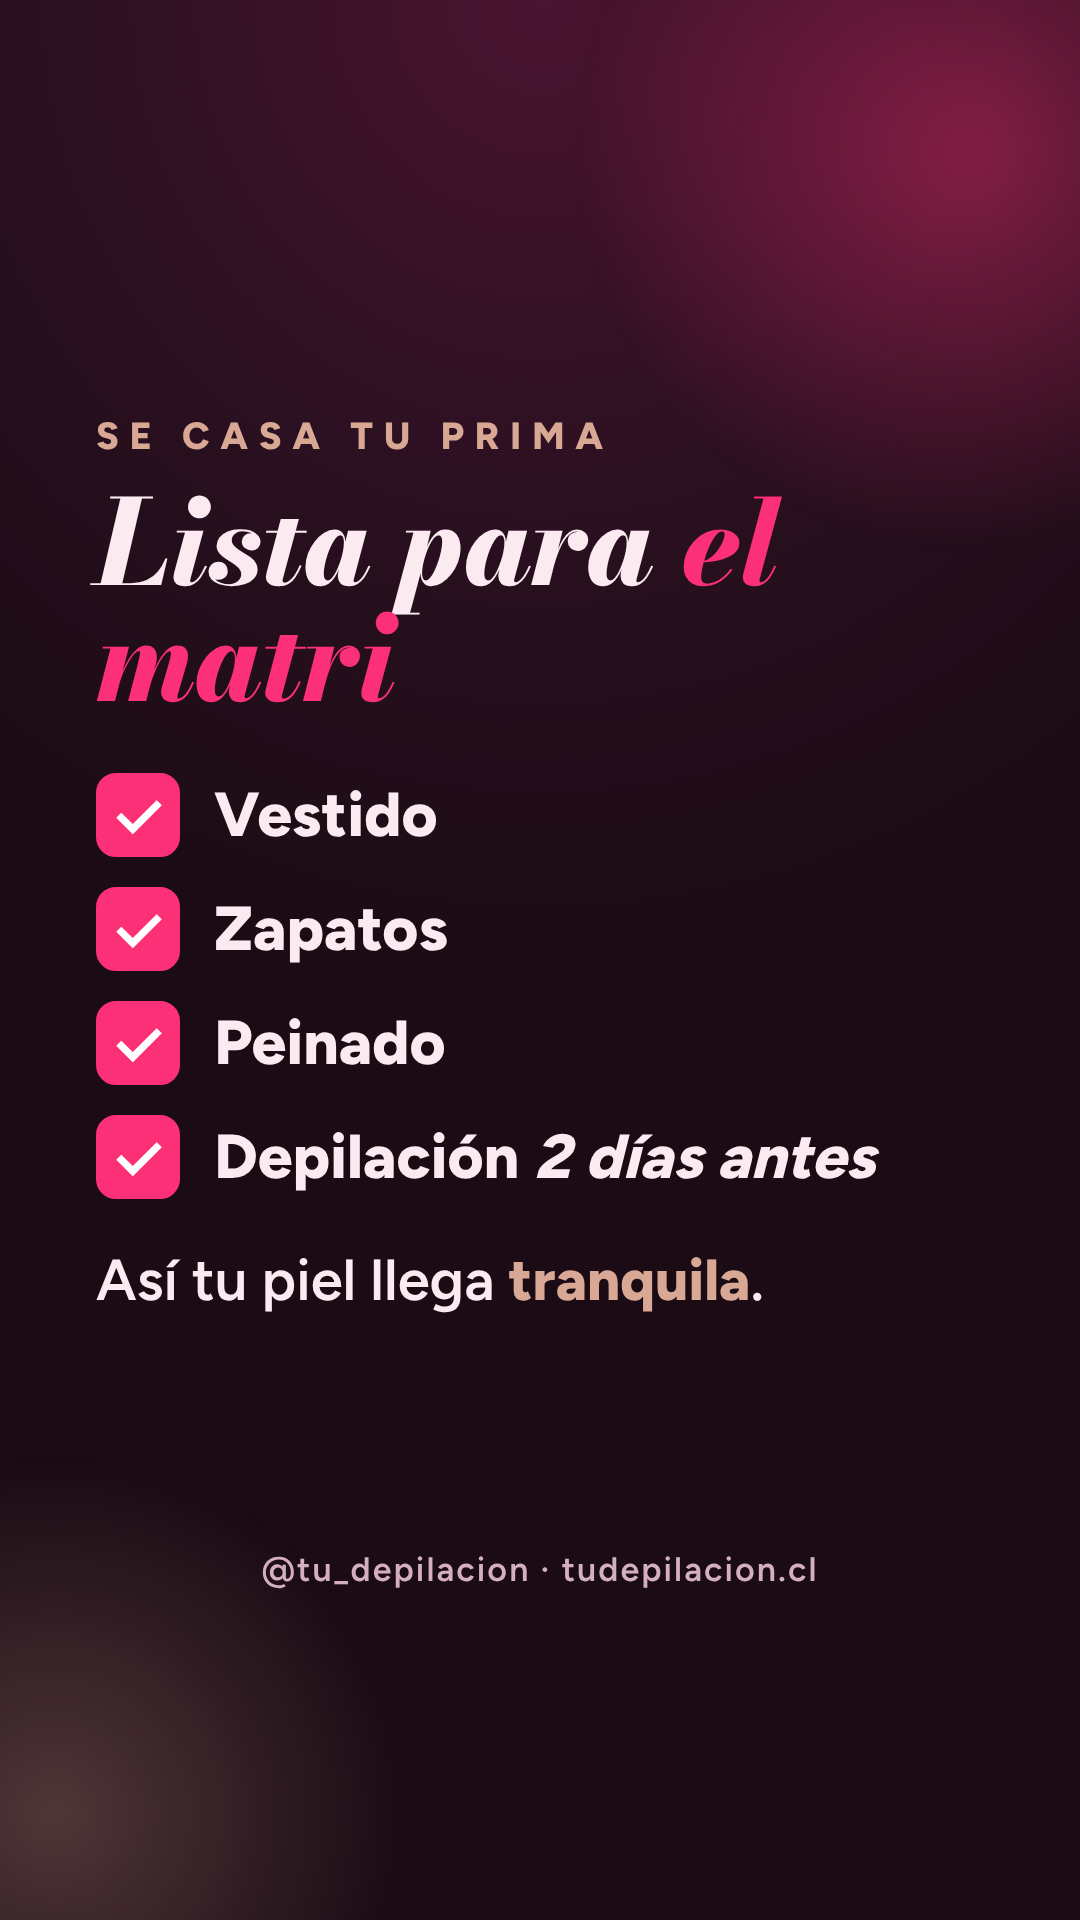 SE CASA TU PRIMA
Lista para el
matri
Vestido
Zapatos
Peinado
Depilación 2 días antes
Así tu piel llega tranquila.
@tu_depilacion · tudepilacion.cl